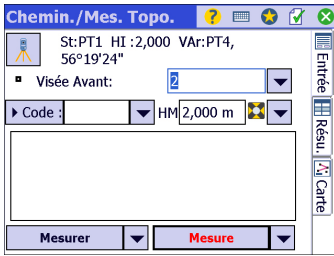 Chemin./Mes. Topo.
St:PT1 HI :2,000 VAr:PT4,
56°19'24"
Visée Avant: 2
Code : HM 2,000 m
Mesurer Mesure
Entrée
Résu.
Carte